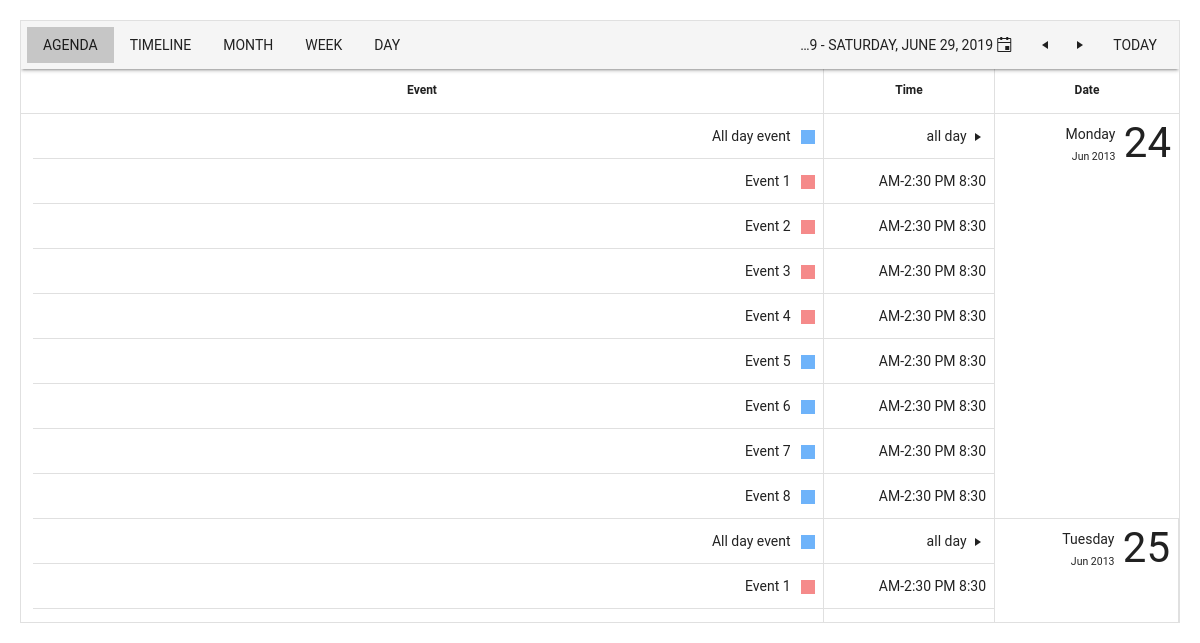 AGENDA TIMELINE MONTH WEEK DAY …9 - SATURDAY, JUNE 29, 2019 TODAY
Event Time Date
All day event all day Monday 24
Jun 2013
Event 1 AM-2:30 PM 8:30
Event 2 AM-2:30 PM 8:30
Event 3 AM-2:30 PM 8:30
Event 4 AM-2:30 PM 8:30
Event 5 AM-2:30 PM 8:30
Event 6 AM-2:30 PM 8:30
Event 7 AM-2:30 PM 8:30
Event 8 AM-2:30 PM 8:30
All day event all day Tuesday 25
Jun 2013
Event 1 AM-2:30 PM 8:30